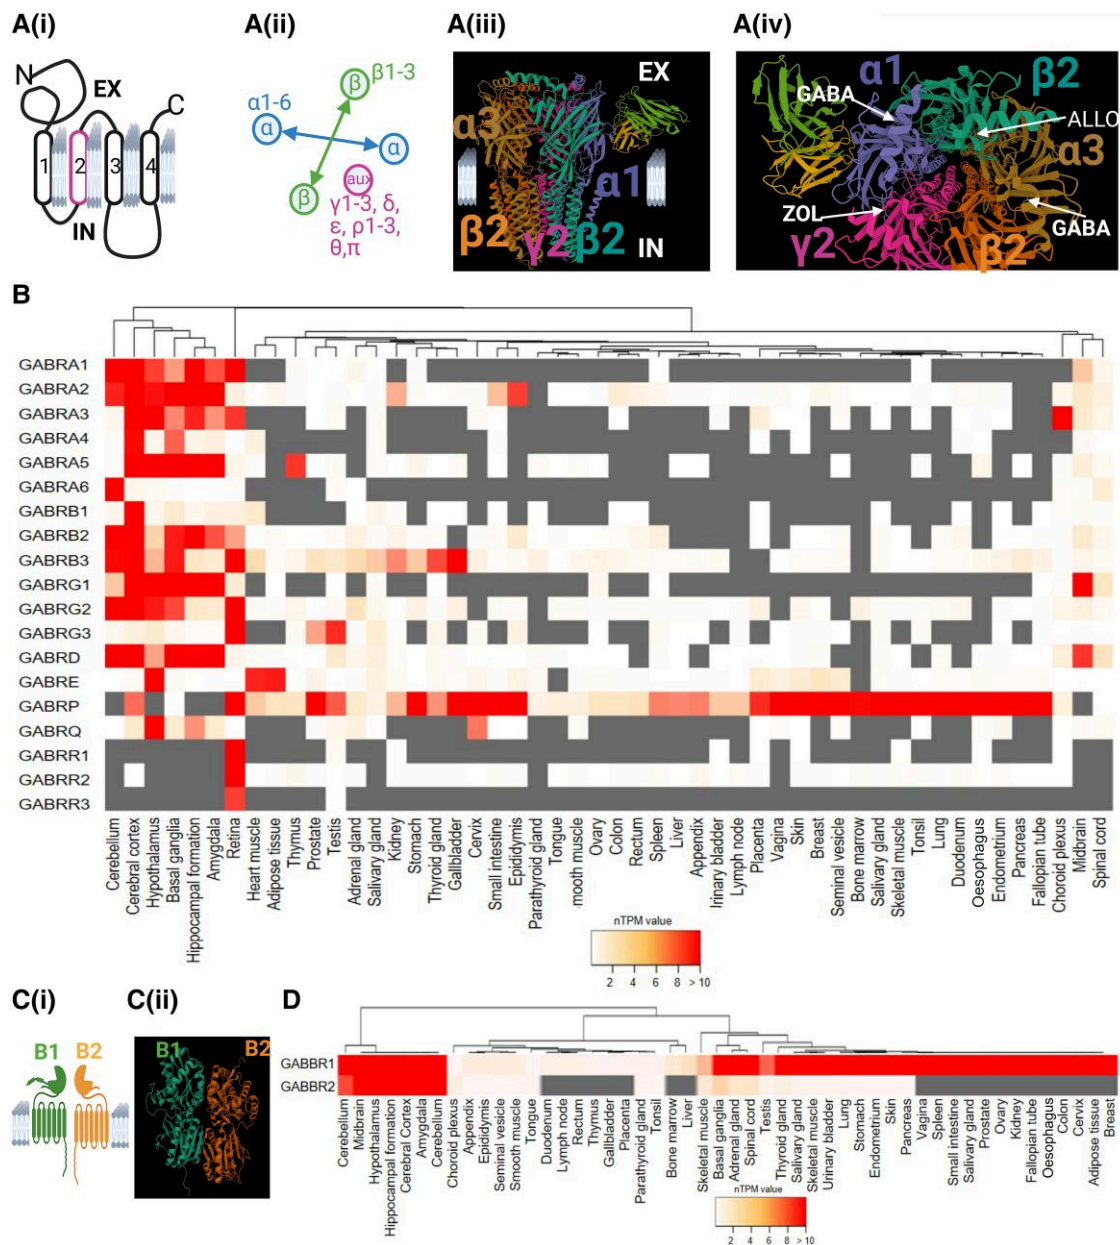 A(i)
A(ii)
A(iii)
A(iv)
N
EX
C
1
2
3
4
IN
β
β1-3
α1-6
α
α
β
aux
γ1-3, δ,
ε, ρ1-3,
θ,π
EX
α3
α1
β2
γ2
β2
IN
α1
β2
GABA
ALLO
α3
ZOL
GABA
γ2
β2
B
GABRA1
GABRA2
GABRA3
GABRA4
GABRA5
GABRA6
GABRB1
GABRB2
GABRB3
GABRG1
GABRG2
GABRG3
GABRD
GABRE
GABRP
GABRQ
GABRR1
GABRR2
GABRR3
Cerebellum
Cerebral cortex
Hypothalamus
Basal ganglia
Hippocampal formation
Amygdala
Retina
Heart muscle
Adipose tissue
Thymus
Prostate
Testis
Adrenal gland
Salivary gland
Kidney
Stomach
Thyroid gland
Gallbladder
Cervix
Small intestine
Epididymis
Parathyroid gland
Tongue
mooth muscle
Ovary
Colon
Rectum
Spleen
Liver
Appendix
Irinary bladder
Lymph node
Placenta
Vagina
Skin
Breast
Seminal vesicle
Bone marrow
Salivary gland
Skeletal muscle
Tonsil
Lung
Duodenum
Oesophagus
Endometrium
Pancreas
Fallopian tube
Choroid plexus
Midbrain
Spinal cord
nTPM value
2 4 6 8 > 10
C(i)
C(ii)
D
B1
B2
B1
B2
GABBR1
GABBR2
Cerebellum
Midbrain
Hypothalamus
Hippocampal formation
Cerebral Cortex
Amygdala
Cerebellum
Choroid plexus
Appendix
Epididymis
Seminal vesicle
Smooth muscle
Tongue
Duodenum
Lymph node
Thymus
Gallbladder
Placenta
Parathyroid gland
Tonsil
Bone marrow
Liver
Skeletal muscle
Basal ganglia
Adrenal gland
Spinal cord
Testis
Thyroid gland
Salivary gland
Skeletal muscle
Urinary bladder
Lung
Stomach
Endometrium
Skin
Pancreas
Vagina
Spleen
Small intestine
Salivary gland
Prostate
Ovary
Kidney
Fallopian tube
Oesophagus
Colon
Cervix
Adipose tissue
Breast
nTPM value
2 4 6 8 > 10